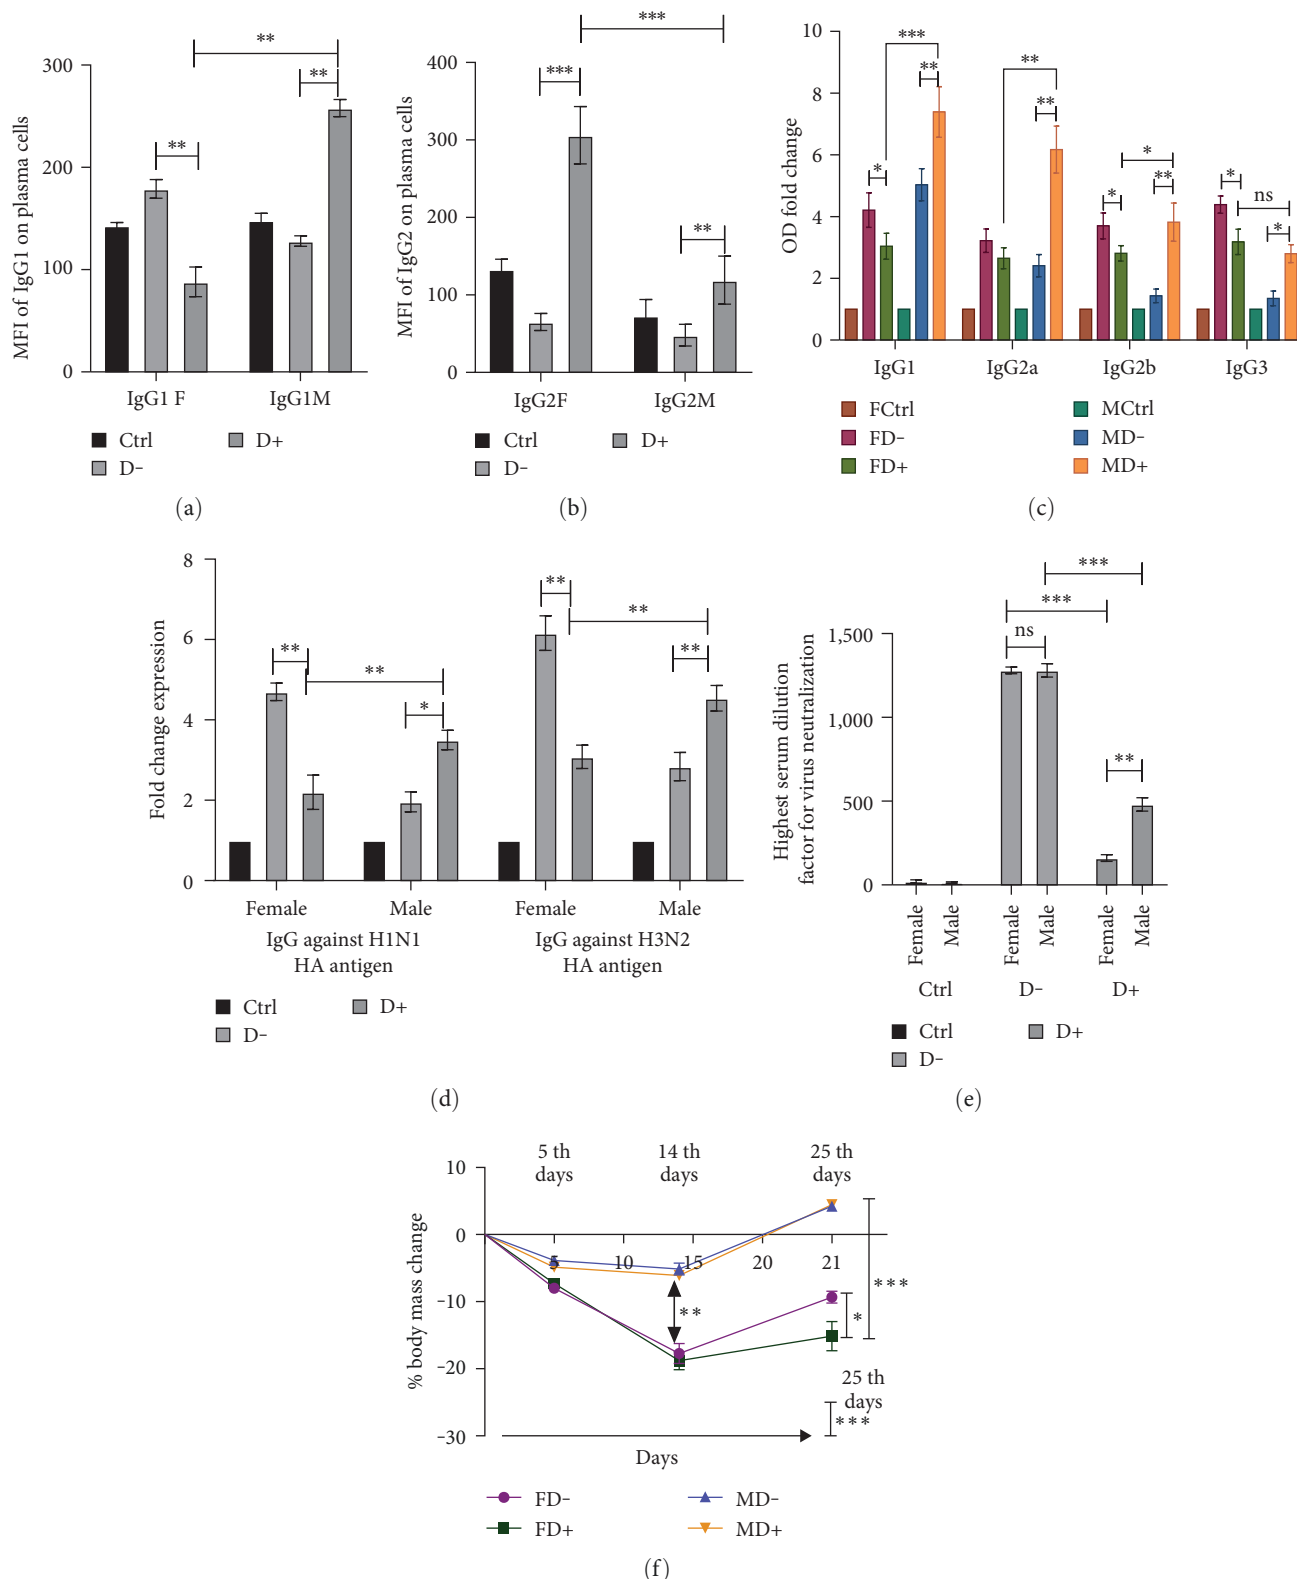 **
**
**
300
200
100
0
MFI of IgG1 on plasma cells
IgG1 F
IgG1M
Ctrl
D-
D+
(a)
***
***
**
400
300
200
100
0
MFI of IgG2 on plasma cells
IgG2F
IgG2M
Ctrl
D-
D+
(b)
10
8
6
4
2
0
OD fold change
***
**
*
**
**
*
*
**
*
ns
*
IgG1
IgG2a
IgG2b
IgG3
FCtrl
FD-
FD+
MCtrl
MD-
MD+
(c)
8
6
4
2
0
Fold change expression
**
**
*
**
**
**
Female
Male
Female
Male
IgG against H1N1
HA antigen
IgG against H3N2
HA antigen
Ctrl
D-
D+
(d)
***
***
ns
**
1,500
1,000
500
0
Highest serum dilution
factor for virus neutralization
Female
Male
Female
Male
Female
Male
Ctrl
D-
D+
Ctrl
D-
D+
(e)
5 th
days
14 th
days
25 th
days
10
0
-10
-20
-30
% body mass change
5
10
15
20
21
**
*
***
25 th
days
***
Days
FD-
FD+
MD-
MD+
(f)